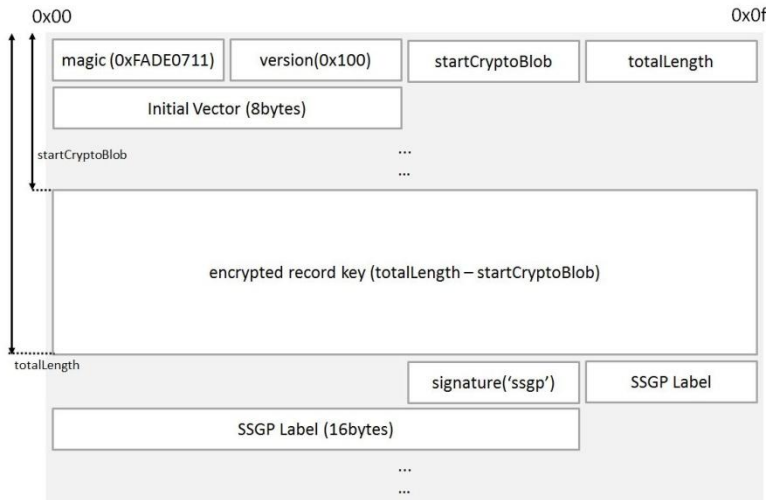 0x00 0x0f
magic (0xFADE0711) version(0x100) startCryptoBlob totalLength
Initial Vector (8bytes)
...
startCryptoBlob
...
encrypted record key (totalLength – startCryptoBlob)
totalLength
signature(‘ssgp’) SSGP Label
SSGP Label (16bytes)
...
...